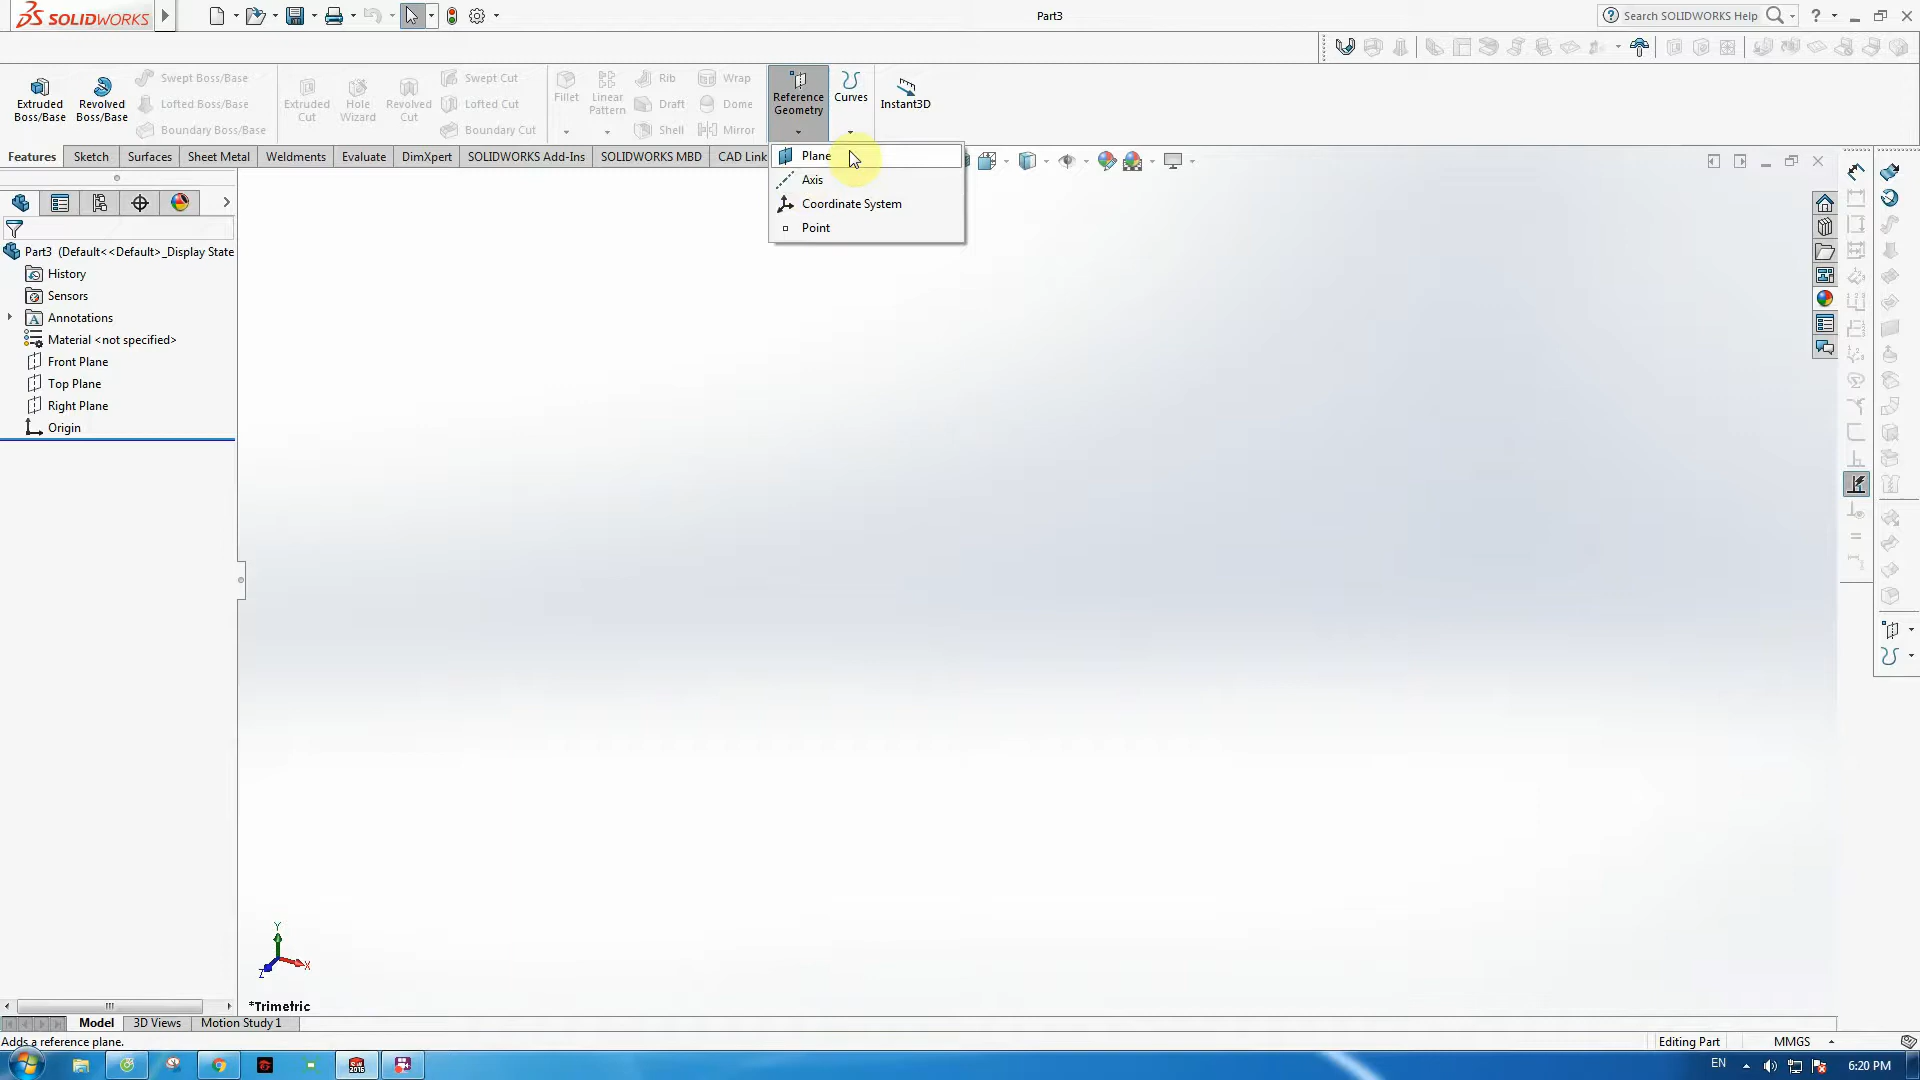 SOLIDWORKS
Part3
Search SOLIDWORKS Help
Extruded
Boss/Base
Revolved
Boss/Base
Swept Boss/Base
Lofted Boss/Base
Boundary Boss/Base
Extruded
Cut
Hole
Wizard
Revolved
Cut
Swept Cut
Lofted Cut
Boundary Cut
Fillet
Linear
Pattern
Rib
Draft
Shell
Wrap
Dome
Mirror
Reference
Geometry
Curves
Instant3D
Features
Sketch
Surfaces
Sheet Metal
Weldments
Evaluate
DimXpert
SOLIDWORKS Add-Ins
SOLIDWORKS MBD
CAD Link
Plane
Axis
Coordinate System
Point
Part3 (Default<<Default>_Display State
History
Sensors
Annotations
Material <not specified>
Front Plane
Top Plane
Right Plane
Origin
Y
X
Z
*Trimetric
Model
3D Views
Motion Study 1
Adds a reference plane.
Editing Part
MMGS
EN
6:20 PM